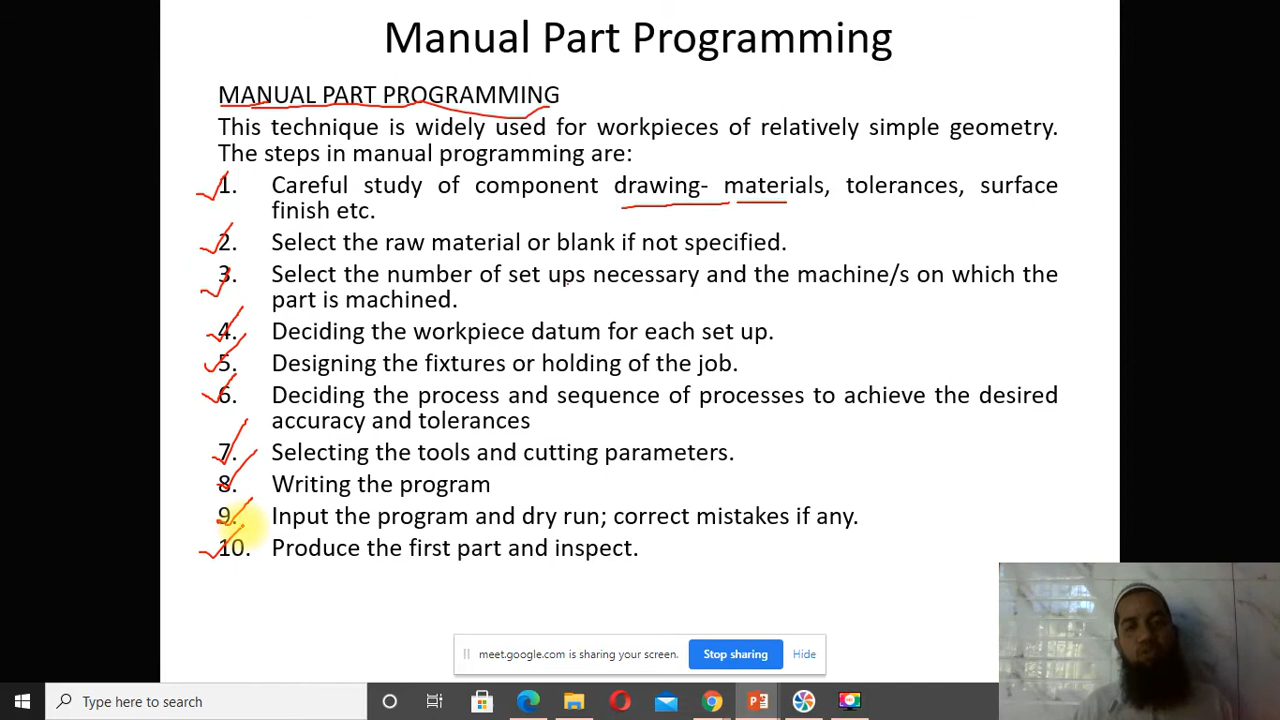 Manual Part Programming
MANUAL PART PROGRAMMING
This technique is widely used for workpieces of relatively simple geometry.
The steps in manual programming are:
1. Careful study of component drawing- materials, tolerances, surface
finish etc.
2. Select the raw material or blank if not specified.
3. Select the number of set ups necessary and the machine/s on which the
part is machined.
4. Deciding the workpiece datum for each set up.
5. Designing the fixtures or holding of the job.
6. Deciding the process and sequence of processes to achieve the desired
accuracy and tolerances
7. Selecting the tools and cutting parameters.
8. Writing the program
9. Input the program and dry run; correct mistakes if any.
10. Produce the first part and inspect.
meet.google.com is sharing your screen. Stop sharing Hide
Type here to search